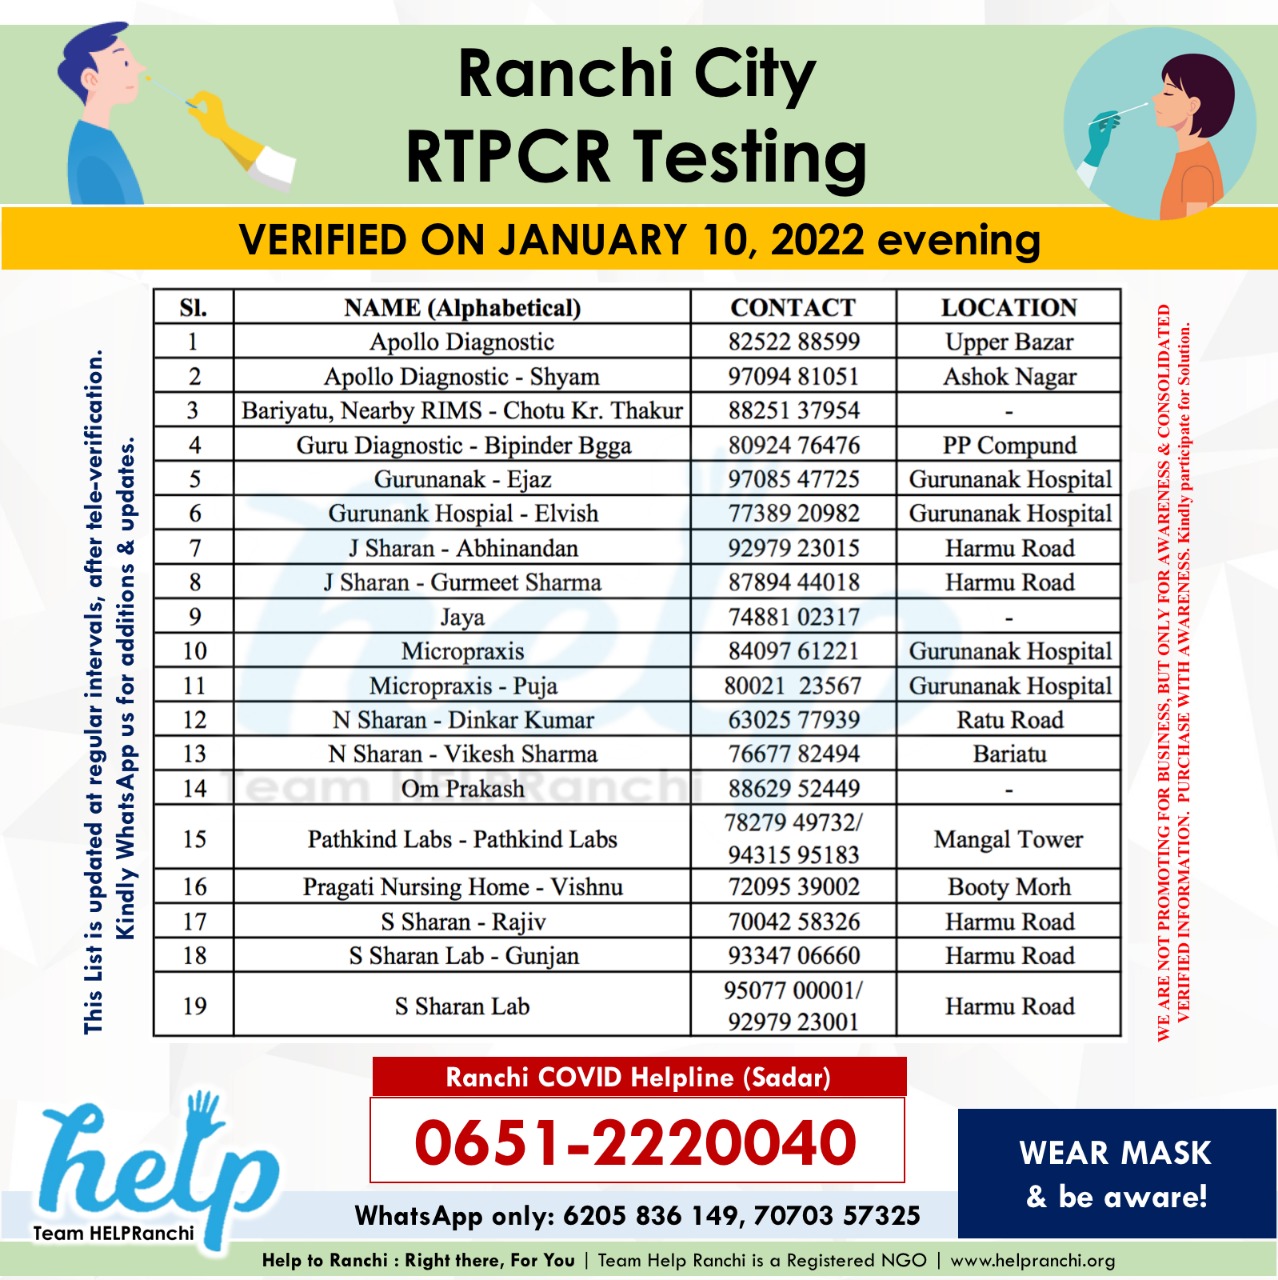 Ranchi City
RTPCR Testing
VERIFIED ON JANUARY 10, 2022 evening
Sl. NAME (Alphabetical) CONTACT LOCATION
1 Apollo Diagnostic 82522 88599 Upper Bazar
2 Apollo Diagnostic - Shyam 97094 81051 Ashok Nagar
3 Bariyatu, Nearby RIMS - Chotu Kr. Thakur 88251 37954 -
4 Guru Diagnostic - Bipinder Bgga 80924 76476 PP Compund
5 Gurunanak - Ejaz 97085 47725 Gurunanak Hospital
6 Gurunank Hospial - Elvish 77389 20982 Gurunanak Hospital
7 J Sharan - Abhinandan 92979 23015 Harmu Road
8 J Sharan - Gurmeet Sharma 87894 44018 Harmu Road
9 Jaya 74881 02317 -
10 Micropraxis 84097 61221 Gurunanak Hospital
11 Micropraxis - Puja 80021 23567 Gurunanak Hospital
12 N Sharan - Dinkar Kumar 63025 77939 Ratu Road
13 N Sharan - Vikesh Sharma 76677 82494 Bariatu
14 Om Prakash 88629 52449 -
15 Pathkind Labs - Pathkind Labs 78279 49732/ 94315 95183 Mangal Tower
16 Pragati Nursing Home - Vishnu 72095 39002 Booty Morh
17 S Sharan - Rajiv 70042 58326 Harmu Road
18 S Sharan Lab - Gunjan 93347 06660 Harmu Road
19 S Sharan Lab 95077 00001/ 92979 23001 Harmu Road
help
Team HELPRanchi
This List is updated at regular intervals, after tele-verification.
Kindly WhatsApp us for additions & updates.
WE ARE NOT PROMOTING FOR BUSINESS, BUT ONLY FOR AWARENESS & CONSOLIDATED
VERIFIED INFORMATION. PURCHASE WITH AWARENESS. Kindly participate for Solution.
Ranchi COVID Helpline (Sadar)
0651-2220040
WhatsApp only: 6205 836 149, 70703 57325
help
Team HELPRanchi
WEAR MASK
& be aware!
Help to Ranchi : Right there, For You | Team Help Ranchi is a Registered NGO | www.helpranchi.org